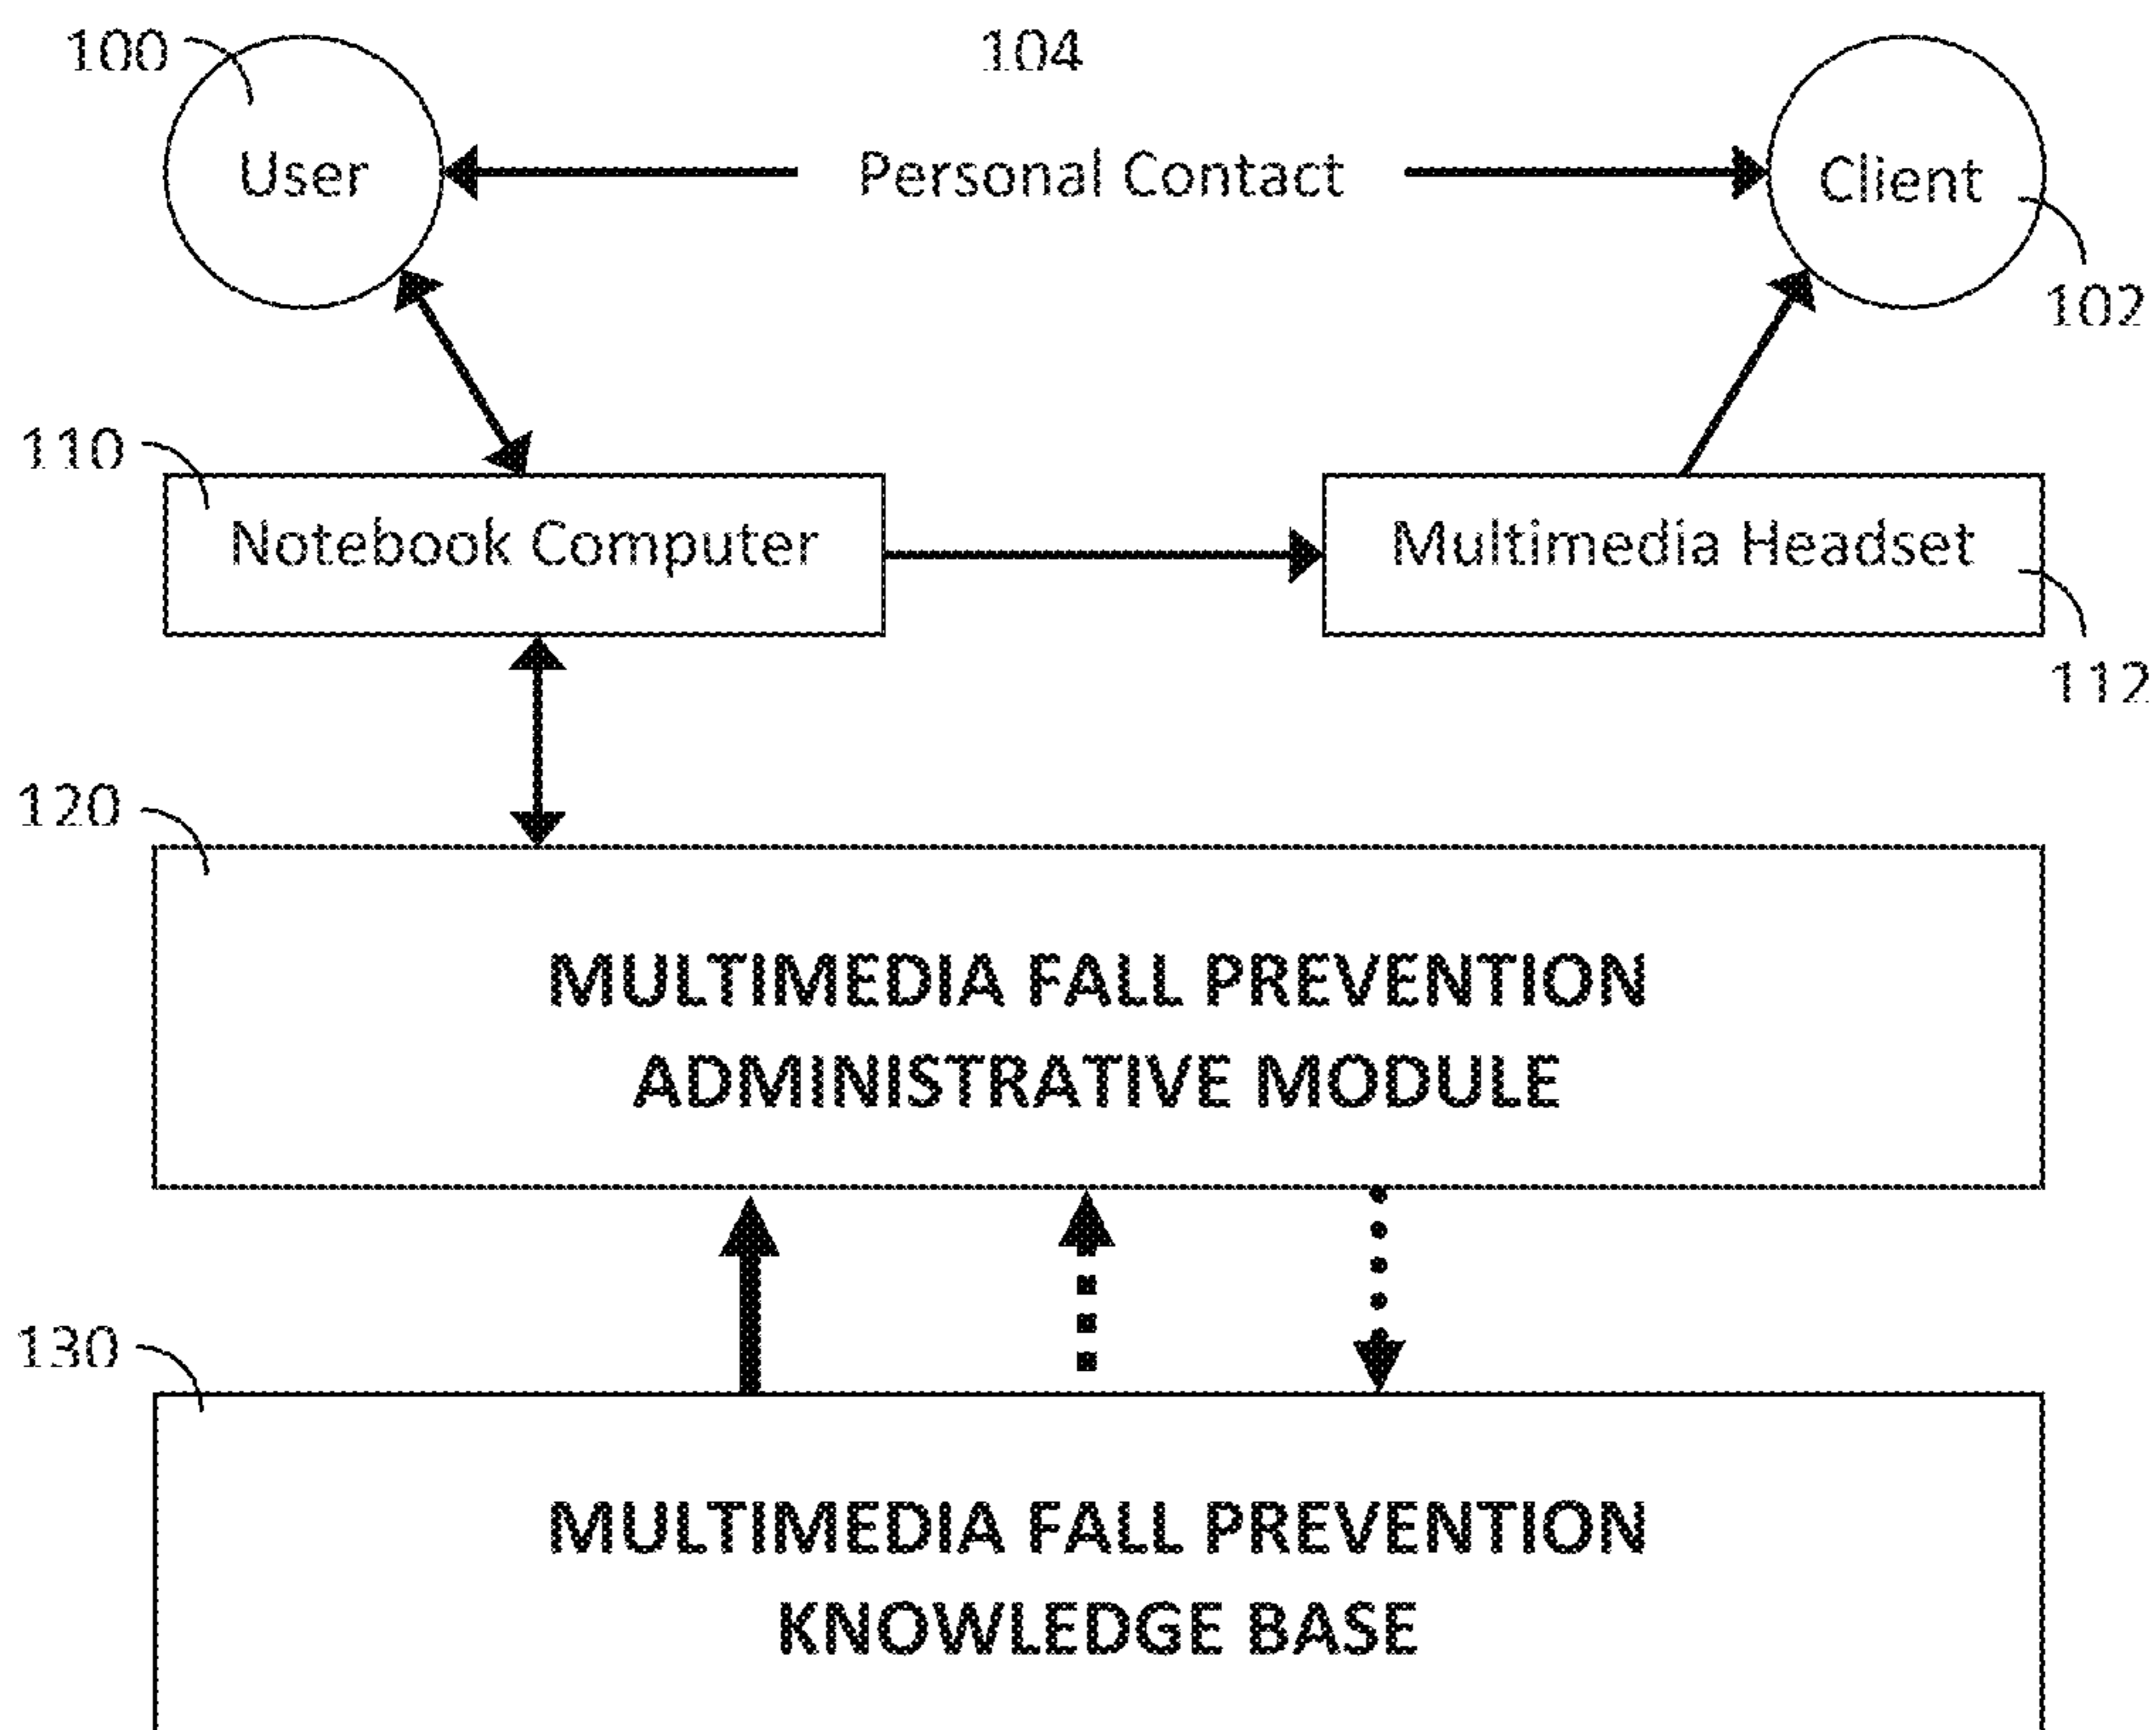 100
104
User
Personal Contact
Client
102
110
Notebook Computer
Multimedia Headset
112
120
MULTIMEDIA FALL PREVENTION
ADMINISTRATIVE MODULE
130
MULTIMEDIA FALL PREVENTION
KNOWLEDGE BASE